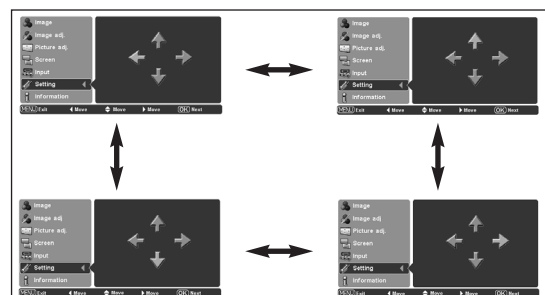 Image
Image adj.
Picture adj.
Screen
Input
Setting
Information
MENU Exit Move Move Move OK Next
Image
Image adj.
Picture adj.
Screen
Input
Setting
Information
MENU Exit Move Move Move OK Next
Image
Image adj.
Picture adj.
Screen
Input
Setting
Information
MENU Exit Move Move Move OK Next
Image
Image adj.
Picture adj.
Screen
Input
Setting
Information
MENU Exit Move Move Move OK Next